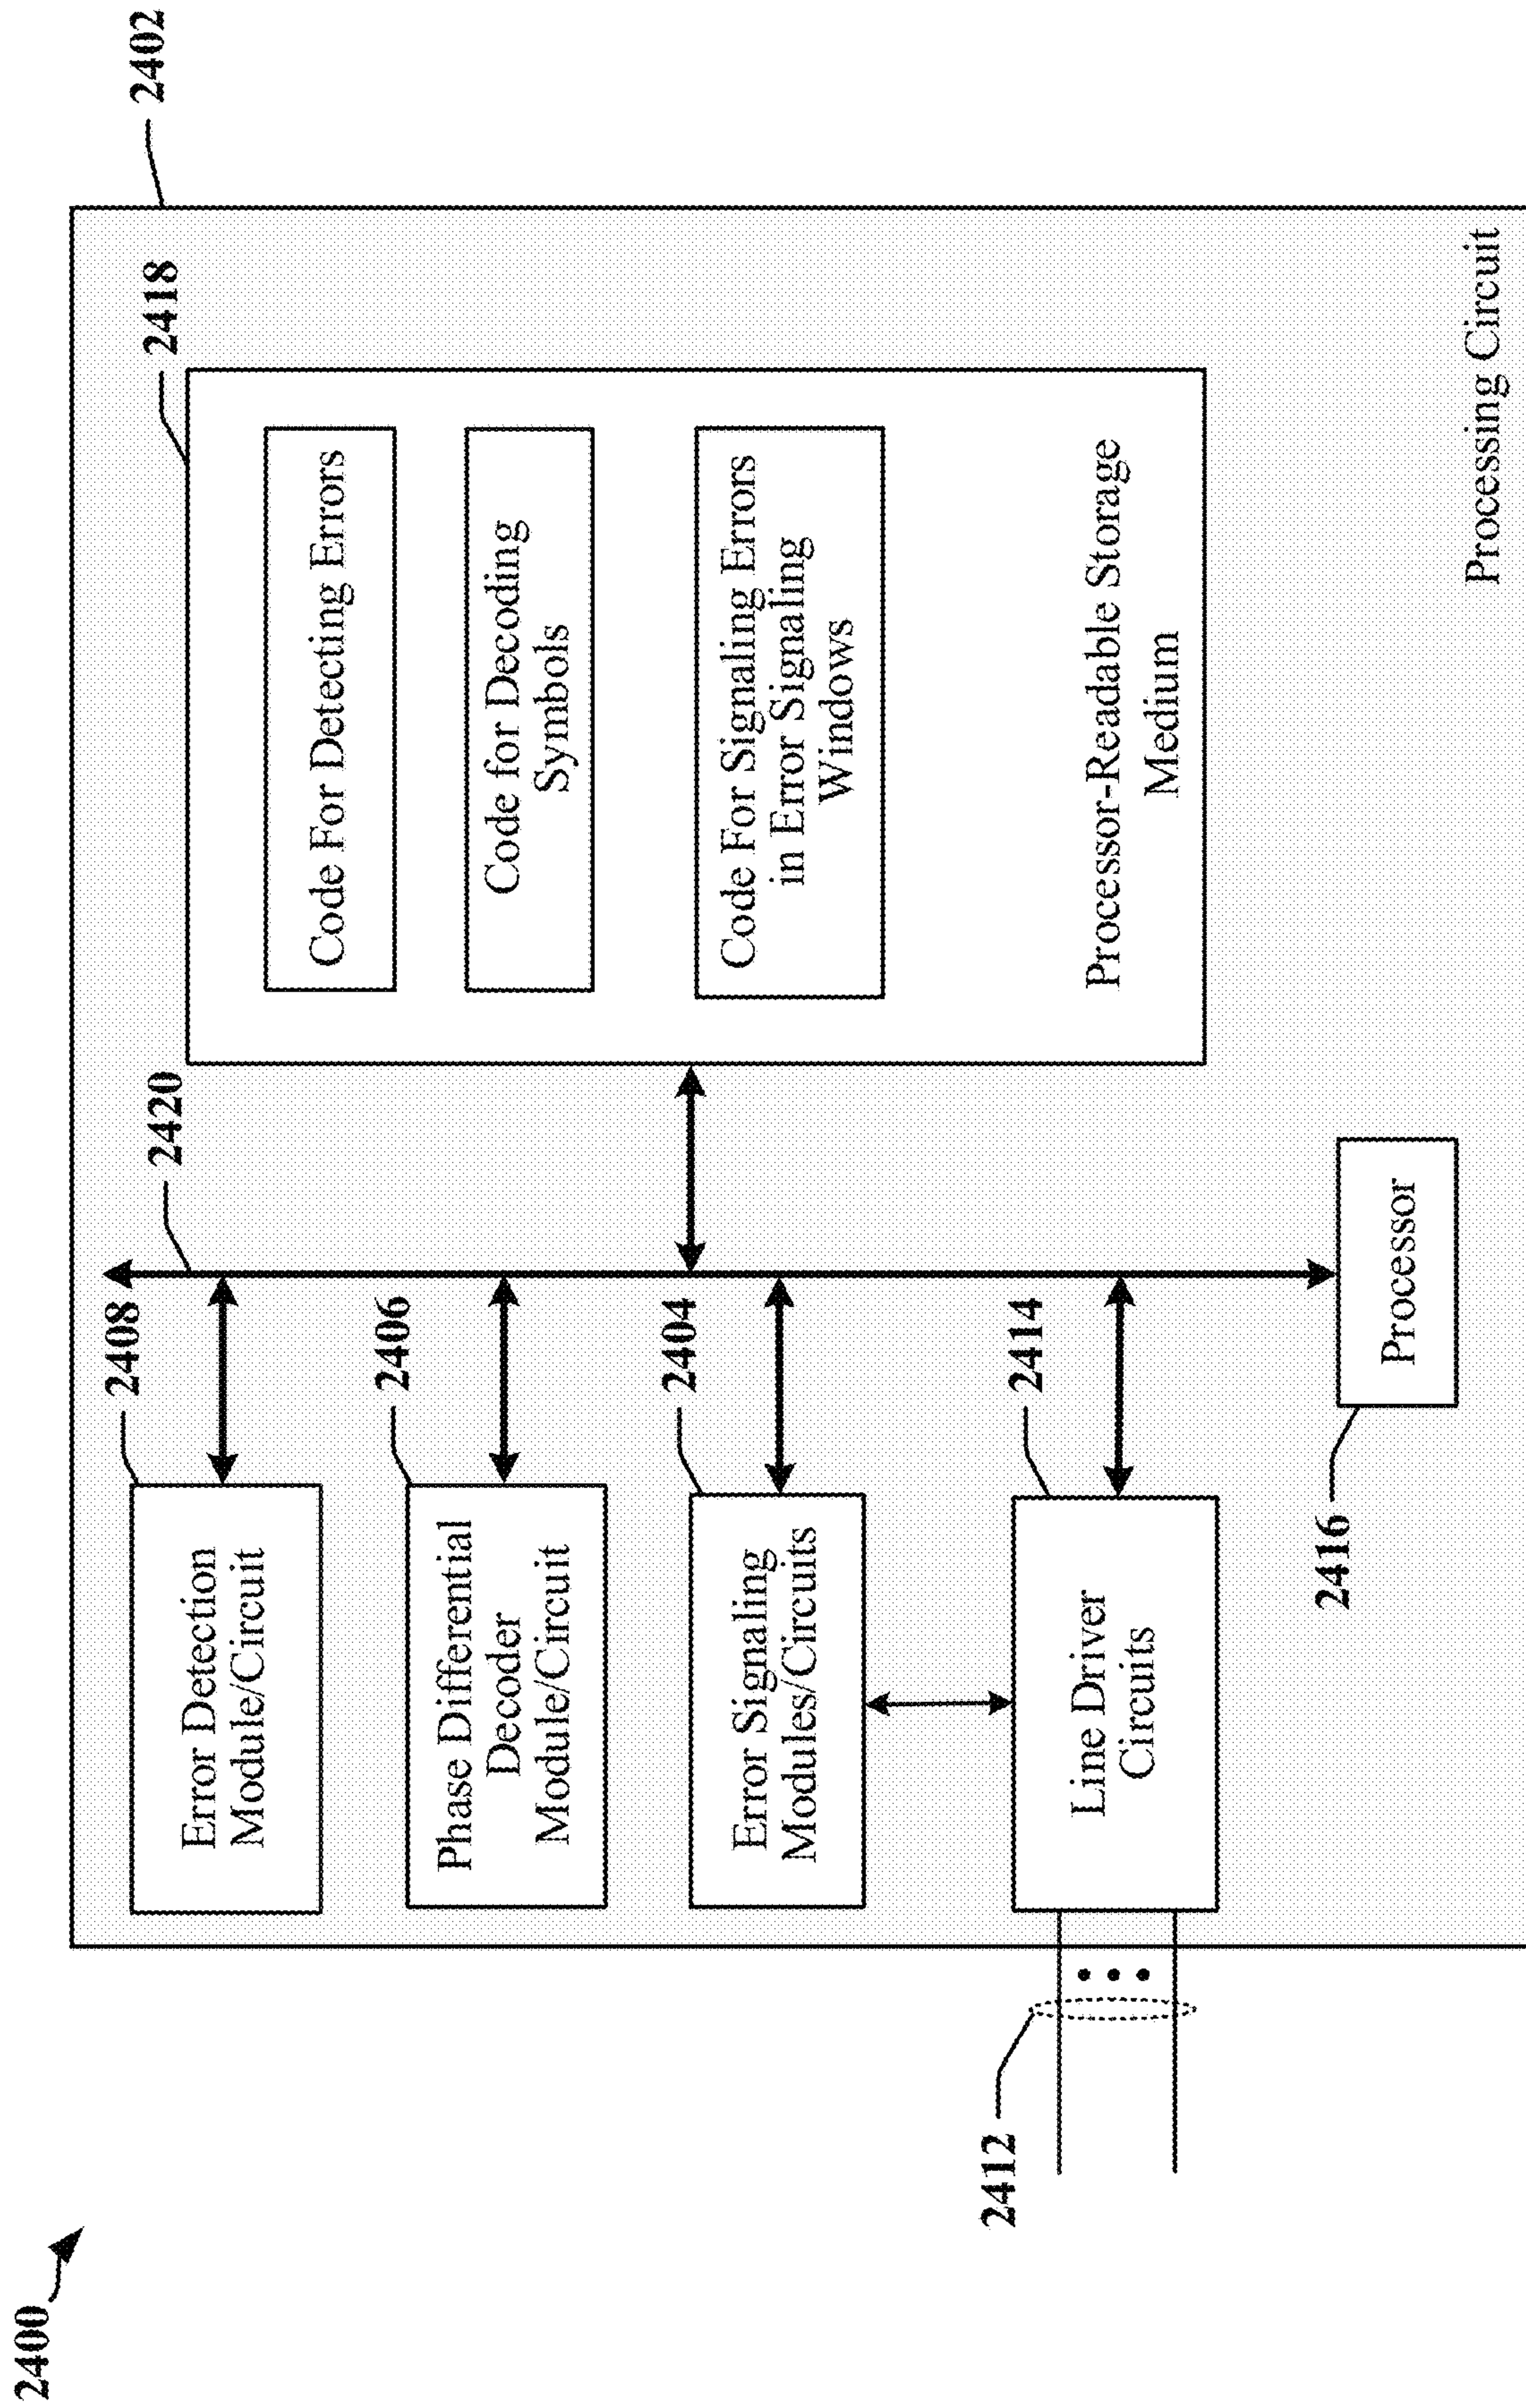 2400
2402
2418
2420
2408
Error Detection
Module/Circuit
Code For Detecting Errors
2406
Phase Differential
Decoder
Module/Circuit
Code for Decoding
Symbols
2404
Error Signaling
Modules/Circuits
Code For Signaling Errors
in Error Signaling
Windows
2414
Line Driver
Circuits
2412
Processor-Readable Storage
Medium
2416
Processor
Processing Circuit